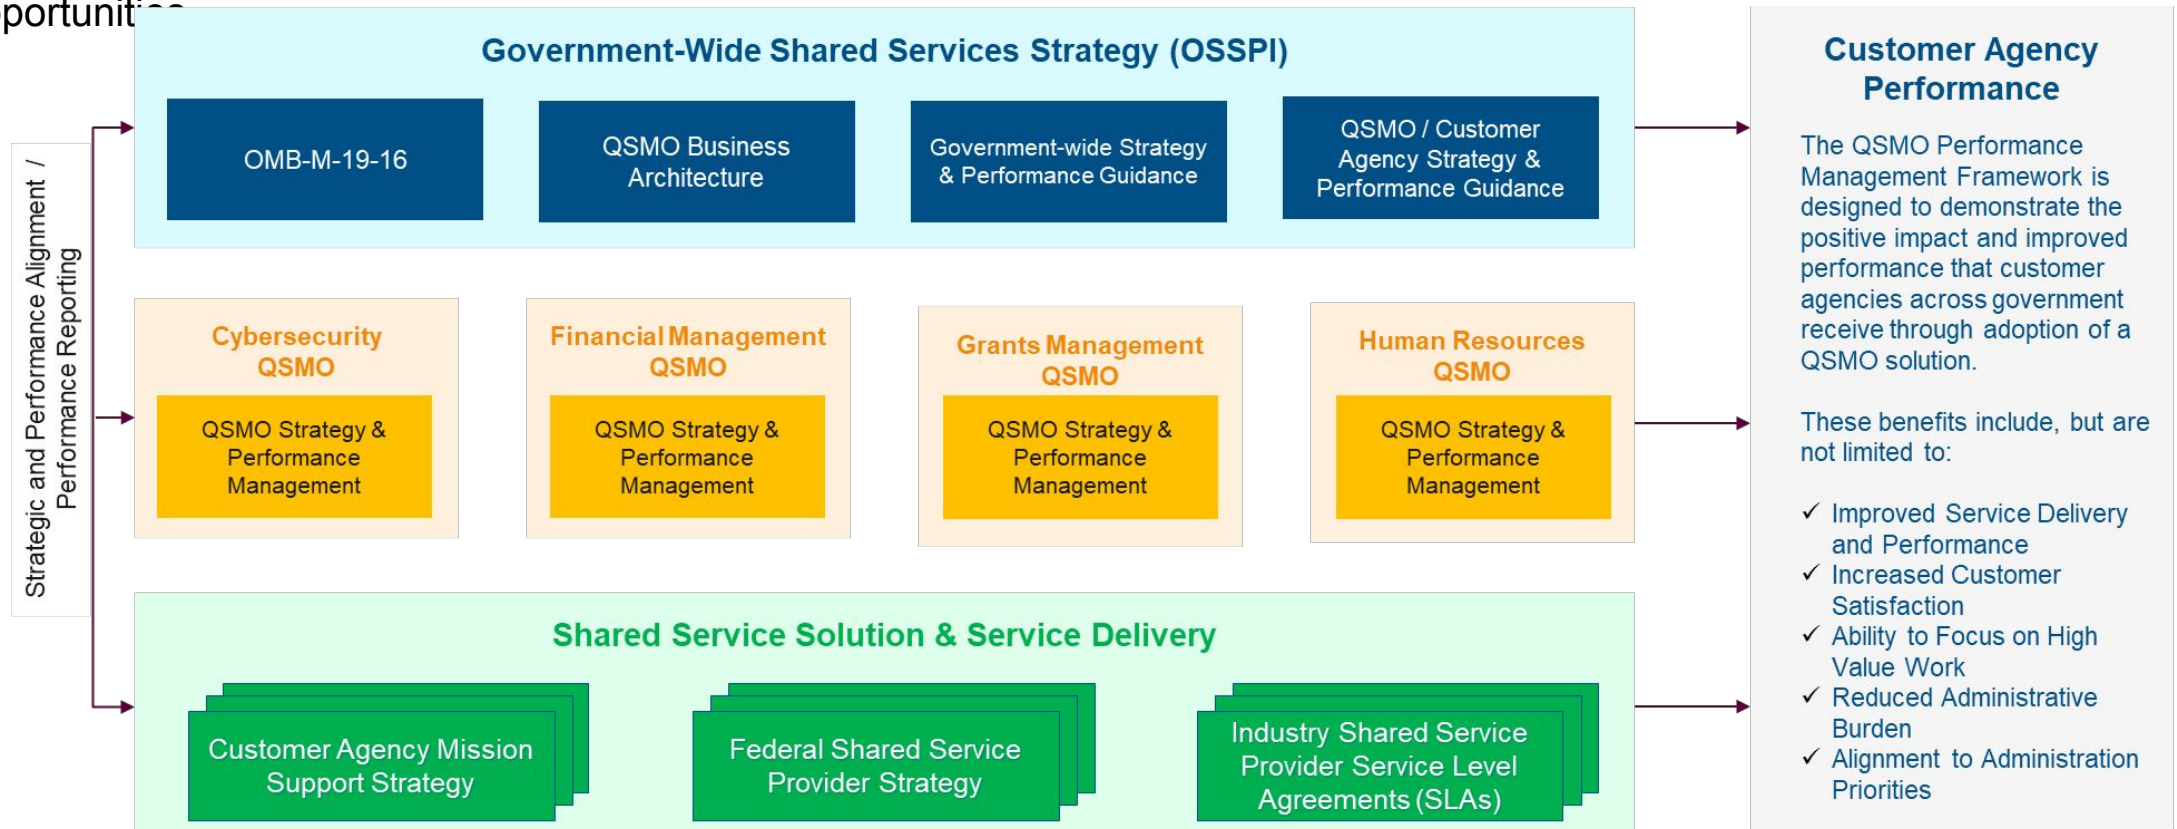 Government-Wide Shared Services Strategy (OSSPI)
OMB-M-19-16
QSMO Business
Architecture
Government-wide Strategy
& Performance Guidance
QSMO / Customer
Agency Strategy &
Performance Guidance
Strategic and Performance Alignment /
Performance Reporting
Cybersecurity
QSMO
QSMO Strategy &
Performance
Management
Financial Management
QSMO
QSMO Strategy &
Performance
Management
Grants Management
QSMO
QSMO Strategy &
Performance
Management
Human Resources
QSMO
QSMO Strategy &
Performance
Management
Shared Service Solution & Service Delivery
Customer Agency Mission
Support Strategy
Federal Shared Service
Provider Strategy
Industry Shared Service
Provider Service Level
Agreements (SLAs)
Customer Agency
Performance
The QSMO Performance
Management Framework is
designed to demonstrate the
positive impact and improved
performance that customer
agencies across government
receive through adoption of a
QSMO solution.
These benefits include, but are
not limited to:
✓ Improved Service Delivery
and Performance
✓ Increased Customer
Satisfaction
✓ Ability to Focus on High
Value Work
✓ Reduced Administrative
Burden
✓ Alignment to Administration
Priorities